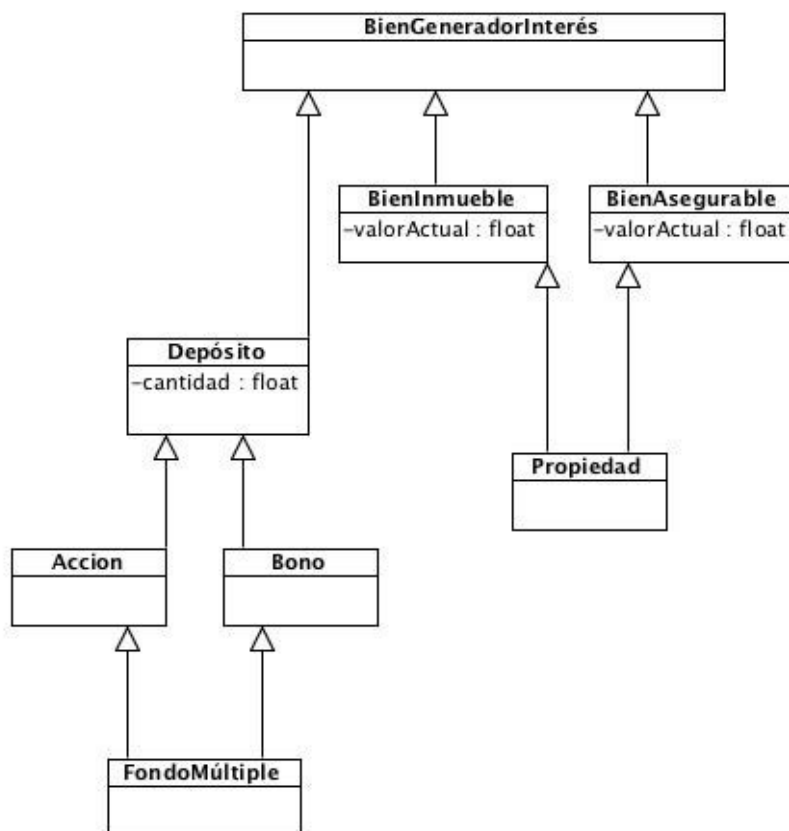 BienGeneradorInterés
BienInmueble
BienAsegurable
–valorActual : float
–valorActual : float
Depósito
–cantidad : float
Propiedad
Accion
Bono
FondoMúltiple